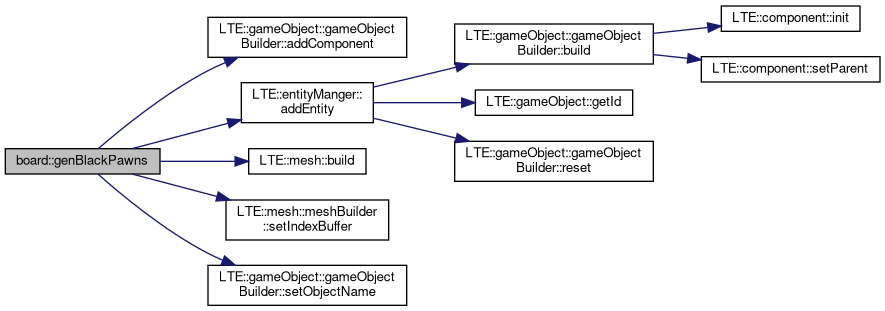 board::genBlackPawns
LTE::gameObject::gameObject
Builder::addComponent
LTE::entityManger::
addEntity
LTE::mesh::build
LTE::mesh::meshBuilder
::setIndexBuffer
LTE::gameObject::gameObject
Builder::setObjectName
LTE::gameObject::gameObject
Builder::build
LTE::gameObject::getId
LTE::gameObject::gameObject
Builder::reset
LTE::component::init
LTE::component::setParent